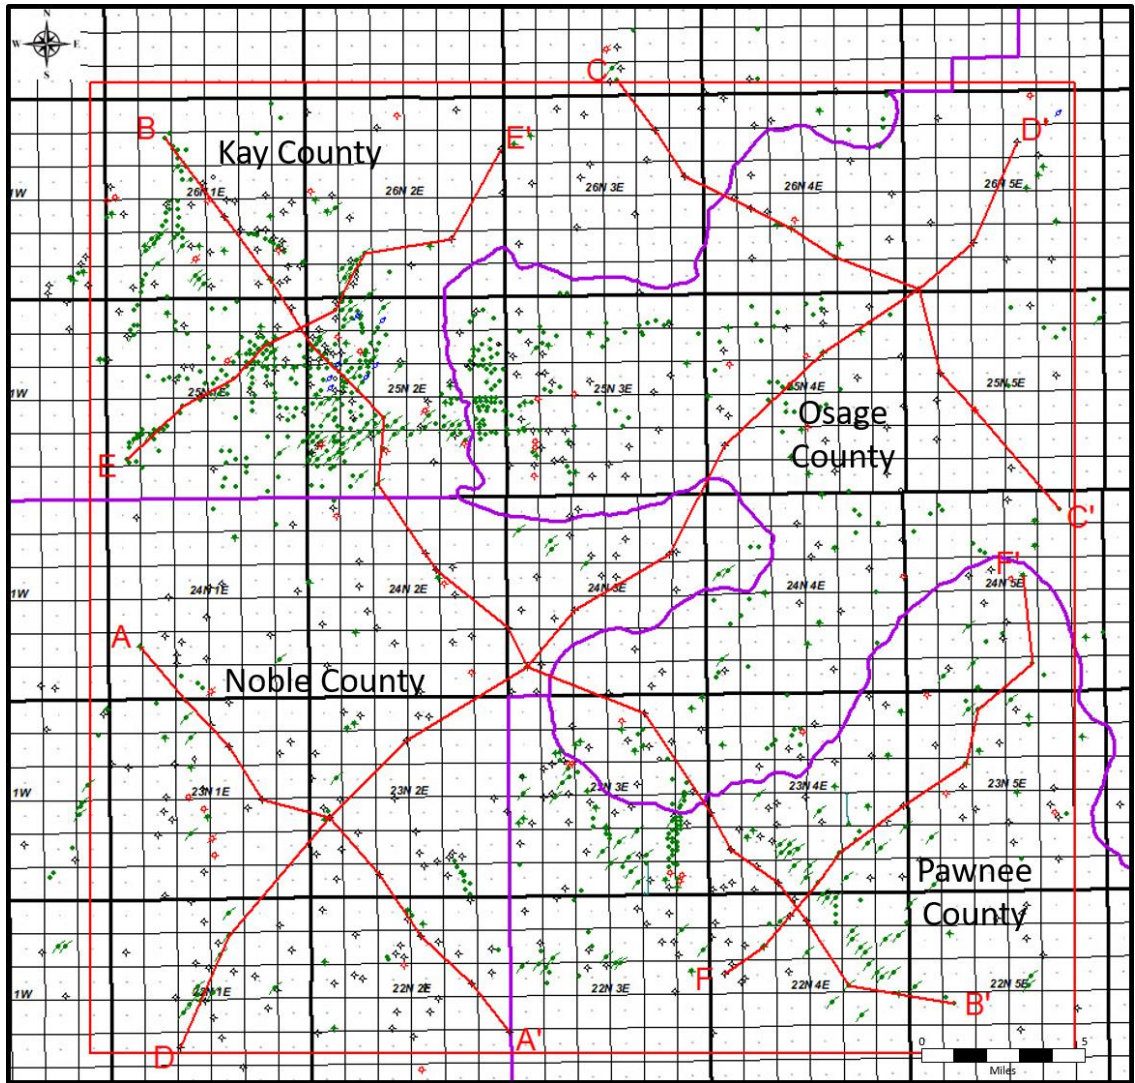 N
W E
S
C
B
Kay County
E'
D'
1W
26N 1E
26N 2E
26N 3E
26N 4E
26N 5E
1W
25N 2E
25N 3E
25N 4E
25N 5E
Osage
County
E
C'
F'
1W
24N 1E
24N 2E
24N 3E
24N 4E
24N 5E
A
Noble County
1W
23N 1E
23N 2E
23N 3E
23N 4E
23N 5E
Pawnee
County
F
1W
22N 1E
22N 2E
22N 3E
22N 4E
22N 5E
B'
D
A'
0 5
Miles